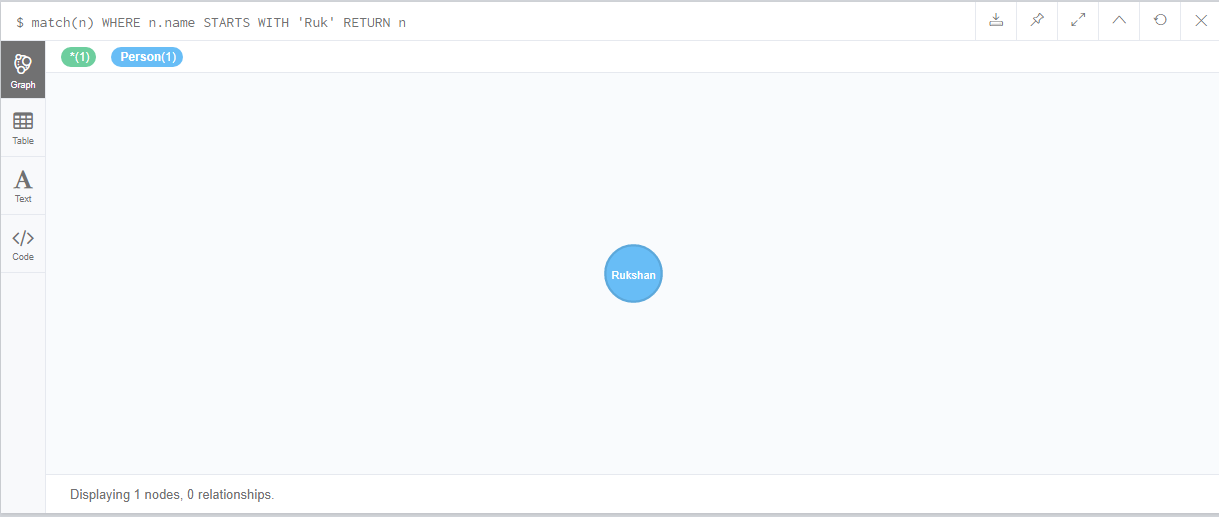 $ match(n) WHERE n.name STARTS WITH 'Ruk' RETURN n
*(1) Person(1)
Graph
Table
A
Text
</>
Code
Rukshan
Displaying 1 nodes, 0 relationships.